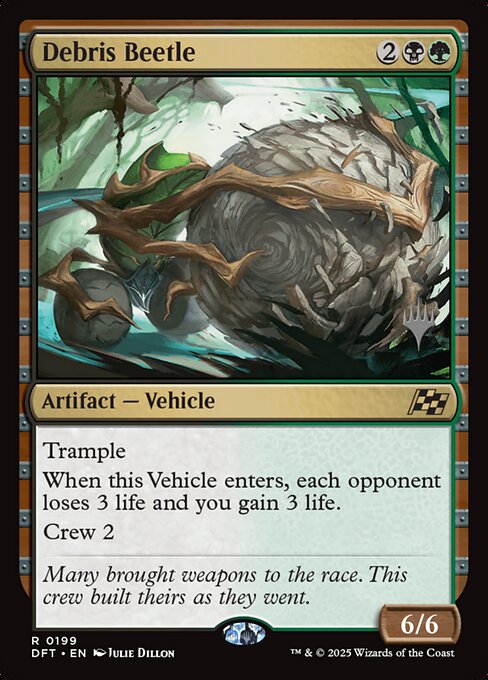 Debris Beetle 2
Artifact — Vehicle
Trample
When this Vehicle enters, each opponent
loses 3 life and you gain 3 life.
Crew 2
Many brought weapons to the race. This
crew built theirs as they went.
6/6
R 0199
DFT • EN JULIE DILLON
™ & © 2025 Wizards of the Coast